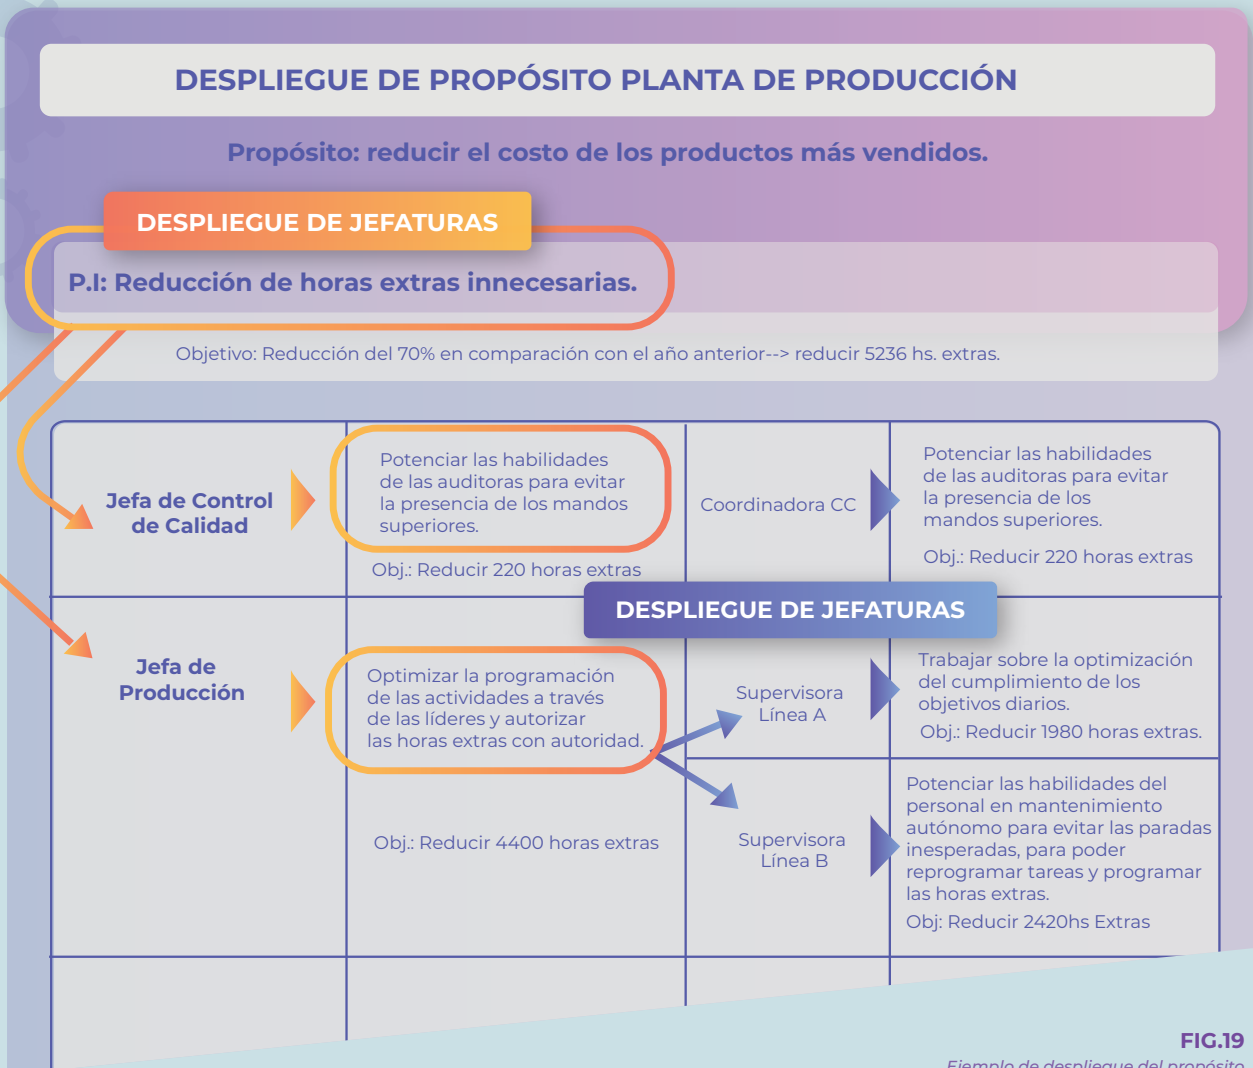 DESPLIEGUE DE PROPÓSITO PLANTA DE PRODUCCIÓN
Propósito: reducir el costo de los productos más vendidos.
DESPLIEGUE DE JEFATURAS
P.I: Reducción de horas extras innecesarias.
Objetivo: Reducción del 70% en comparación con el año anterior--> reducir 5236 hs. extras.
Jefa de Control
de Calidad
Potenciar las habilidades
de las auditoras para evitar
la presencia de los mandos
superiores.
Obj.: Reducir 220 horas extras
Coordinadora CC
Potenciar las habilidades
de las auditoras para evitar
la presencia de los
mandos superiores.
Obj.: Reducir 220 horas extras
DESPLIEGUE DE JEFATURAS
Jefa de
Producción
Optimizar la programación
de las actividades a través
de las líderes y autorizar
las horas extras con autoridad.
Obj.: Reducir 4400 horas extras
Supervisora
Línea A
Trabajar sobre la optimización
del cumplimiento de los
objetivos diarios.
Obj.: Reducir 1980 horas extras.
Supervisora
Línea B
Potenciar las habilidades del
personal en mantenimiento
autónomo para evitar las paradas
inesperadas, para poder
reprogramar tareas y programar
las horas extras.
Obj: Reducir 2420hs Extras
FIG.19
Ejemplo de despliegue del propósito